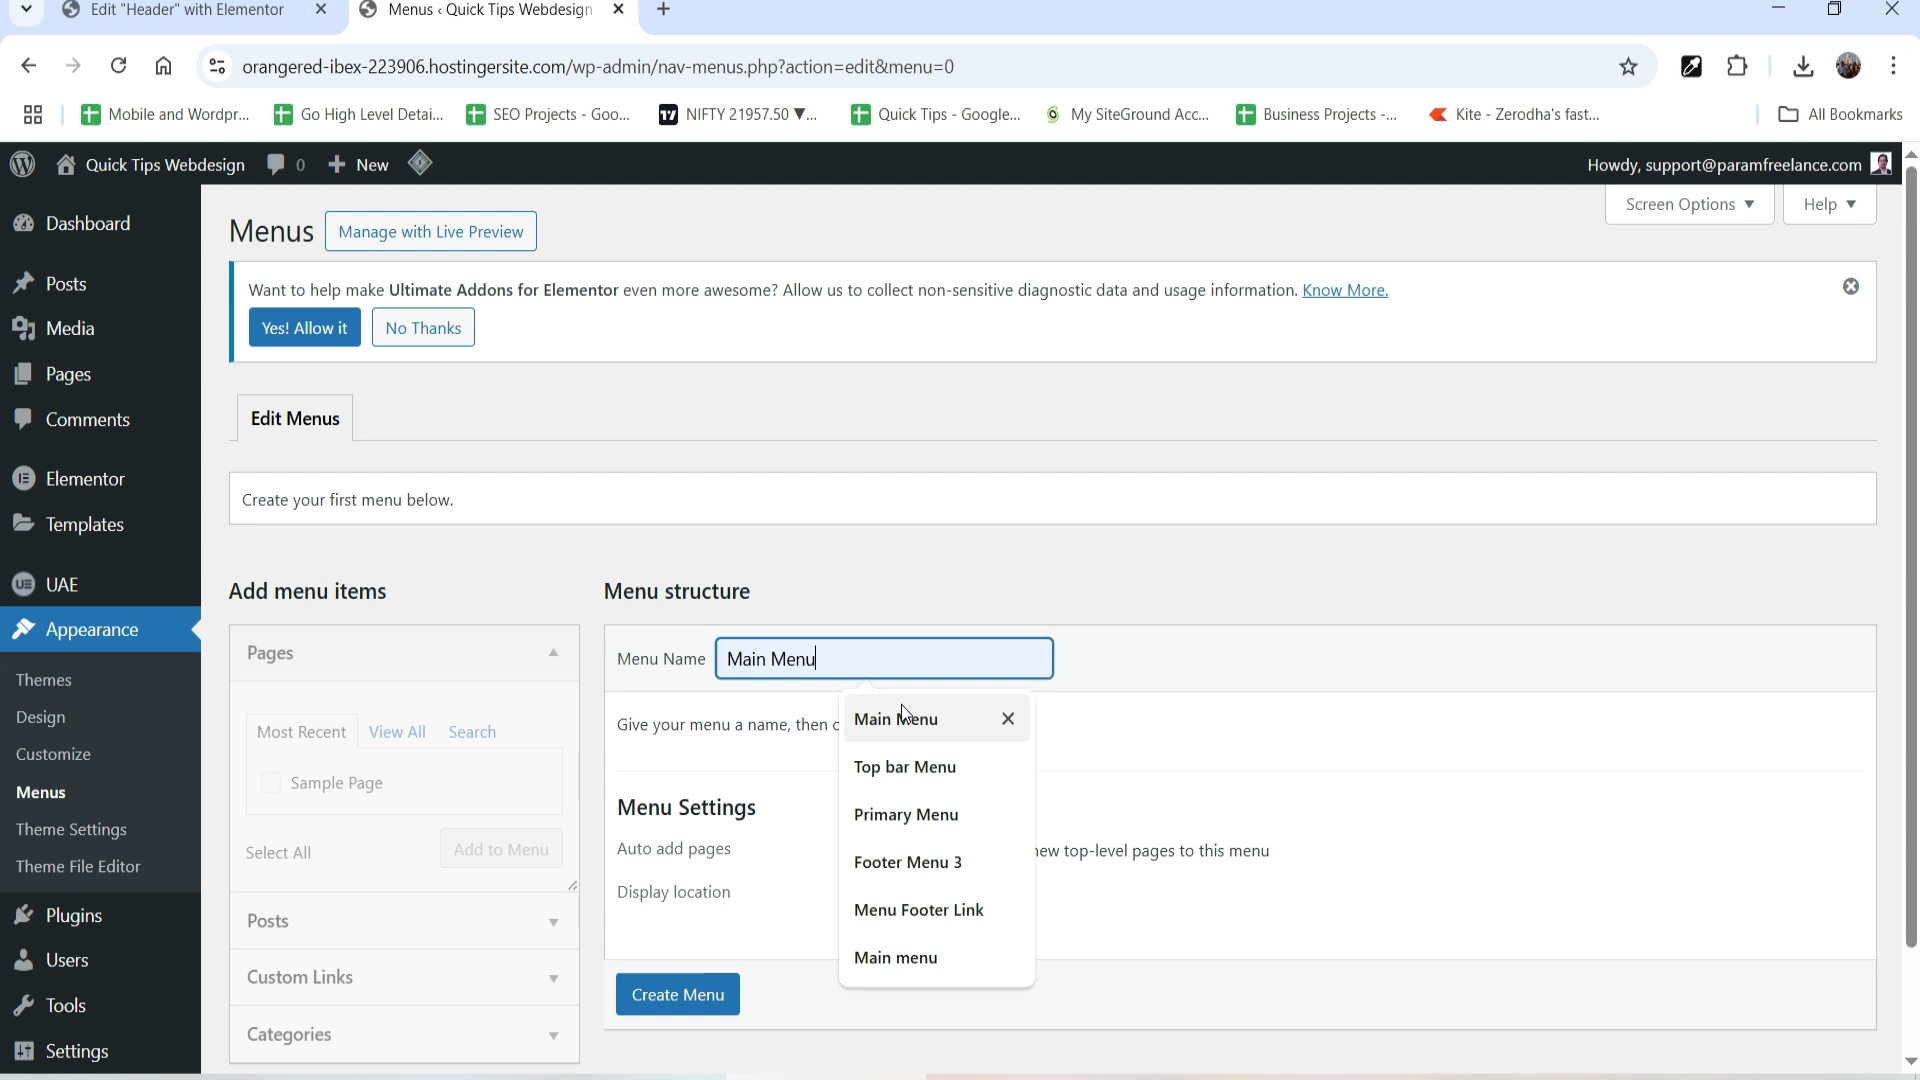 Edit "Header" with Elementor
Menus ‹ Quick Tips Webdesign
orangered-ibex-223906.hostingersite.com/wp-admin/nav-menus.php?action=edit&menu=0
Mobile and Wordpr... Go High Level Detai... SEO Projects - Goo... NIFTY 21957.50 ▼... Quick Tips - Google... My SiteGround Acc... Business Projects -... Kite - Zerodha's fast... All Bookmarks
Quick Tips Webdesign 0 + New Howdy, support@paramfreelance.com
Screen Options ▼ Help ▼
Dashboard
Posts
Media
Pages
Comments
Elementor
Templates
UAE
Appearance
Themes
Design
Customize
Menus
Theme Settings
Theme File Editor
Plugins
Users
Tools
Settings
Menus Manage with Live Preview
Want to help make Ultimate Addons for Elementor even more awesome? Allow us to collect non-sensitive diagnostic data and usage information. Know More.
Yes! Allow it No Thanks
Edit Menus
Create your first menu below.
Add menu items
Pages
Most Recent View All Search
Sample Page
Select All Add to Menu
Posts
Custom Links
Categories
Menu structure
Menu Name Main Menu
Give your menu a name, then
Main Menu
Top bar Menu
Primary Menu
Footer Menu 3
Menu Footer Link
Main menu
Menu Settings
Auto add pages new top-level pages to this menu
Display location
Create Menu